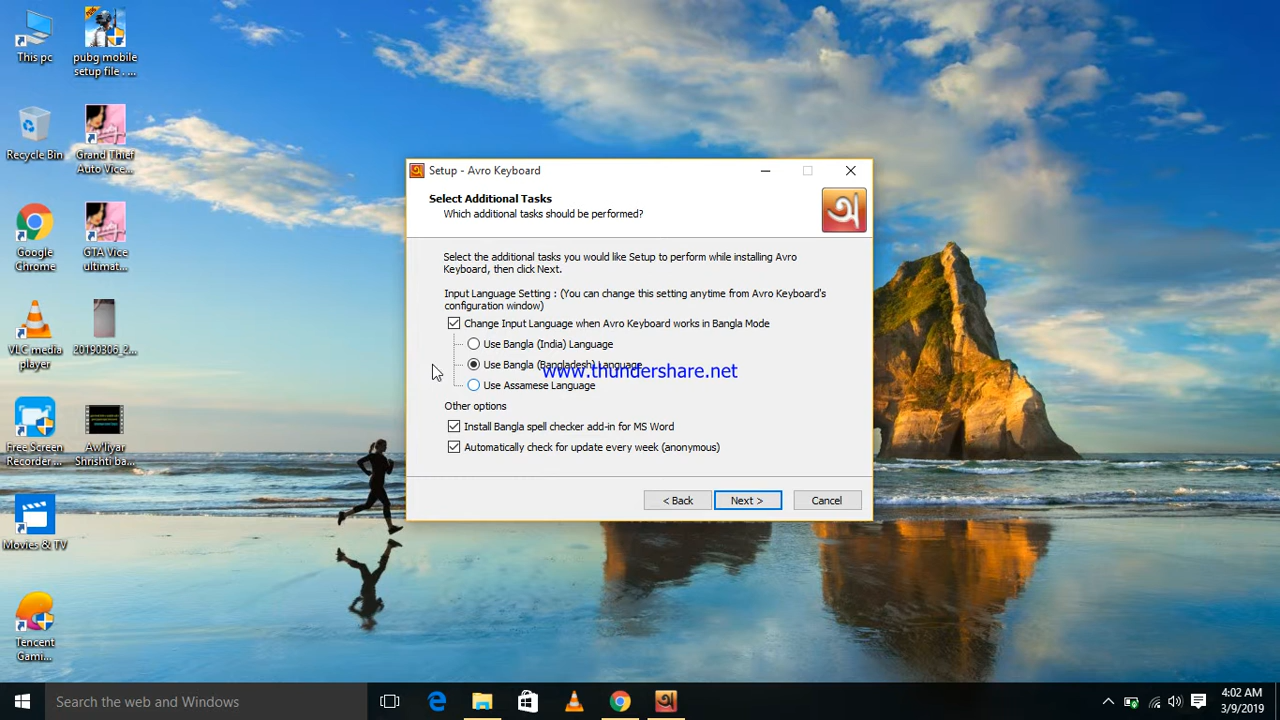 This pc
pubg mobile
setup file . ...
Recycle Bin
Grand Thief
Auto Vice...
Google
Chrome
GTA Vice
ultimat...
VLC media
player
20190306_2...
Free Screen
Recorder ...
Aw'liyar
Shrishti ba...
Movies & TV
Tencent
Gami...
Setup - Avro Keyboard
Select Additional Tasks
Which additional tasks should be performed?
অ
Select the additional tasks you would like Setup to perform while installing Avro
Keyboard, then click Next.
Input Language Setting : (You can change this setting anytime from Avro Keyboard's
configuration window)
Change Input Language when Avro Keyboard works in Bangla Mode
Use Bangla (India) Language
Use Bangla (Bangladesh) Language
www.thundershare.net
Use Assamese Language
Other options
Install Bangla spell checker add-in for MS Word
Automatically check for update every week (anonymous)
< Back
Next >
Cancel
Search the web and Windows
4:02 AM
3/9/2019